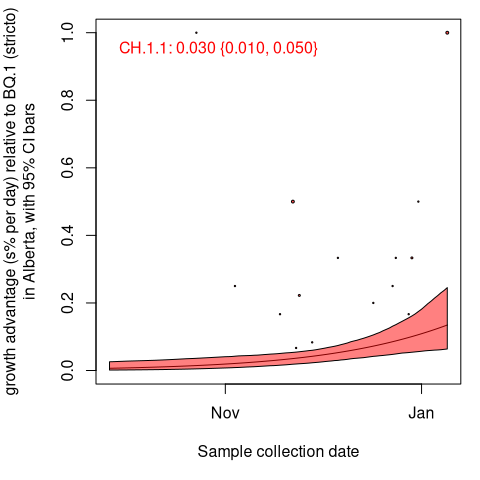 growth advantage (s% per day) relative to BQ.1 (stricto)
in Alberta, with 95% CI bars
1.0
0.8
0.6
0.4
0.2
0.0
CH.1.1: 0.030 {0.010, 0.050}
Nov
Jan
Sample collection date